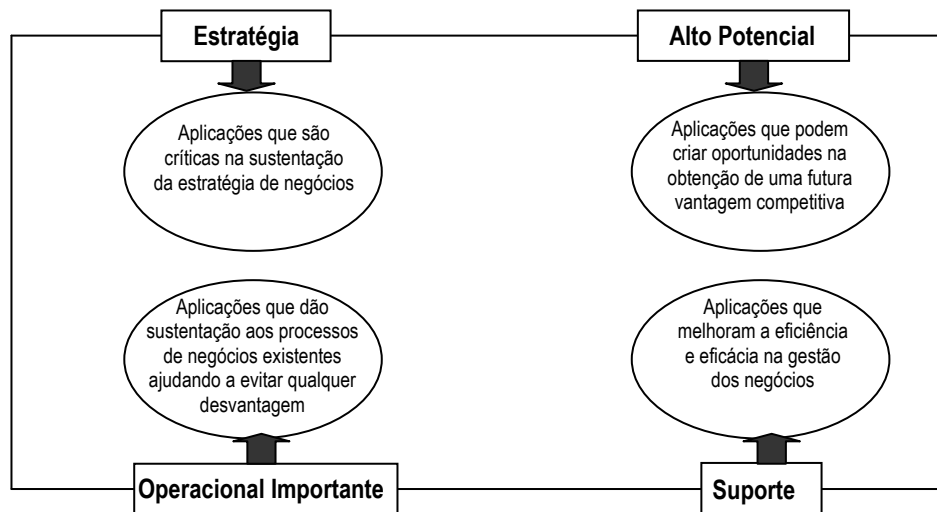 Estratégia
Alto Potencial
Aplicações que são
críticas na sustentação
da estratégia de negócios
Aplicações que podem
criar oportunidades na
obtenção de uma futura
vantagem competitiva
Aplicações que dão
sustentação aos processos
de negócios existentes
ajudando a evitar qualquer
desvantagem
Aplicações que
melhoram a eficiência
e eficácia na gestão
dos negócios
Operacional Importante
Suporte